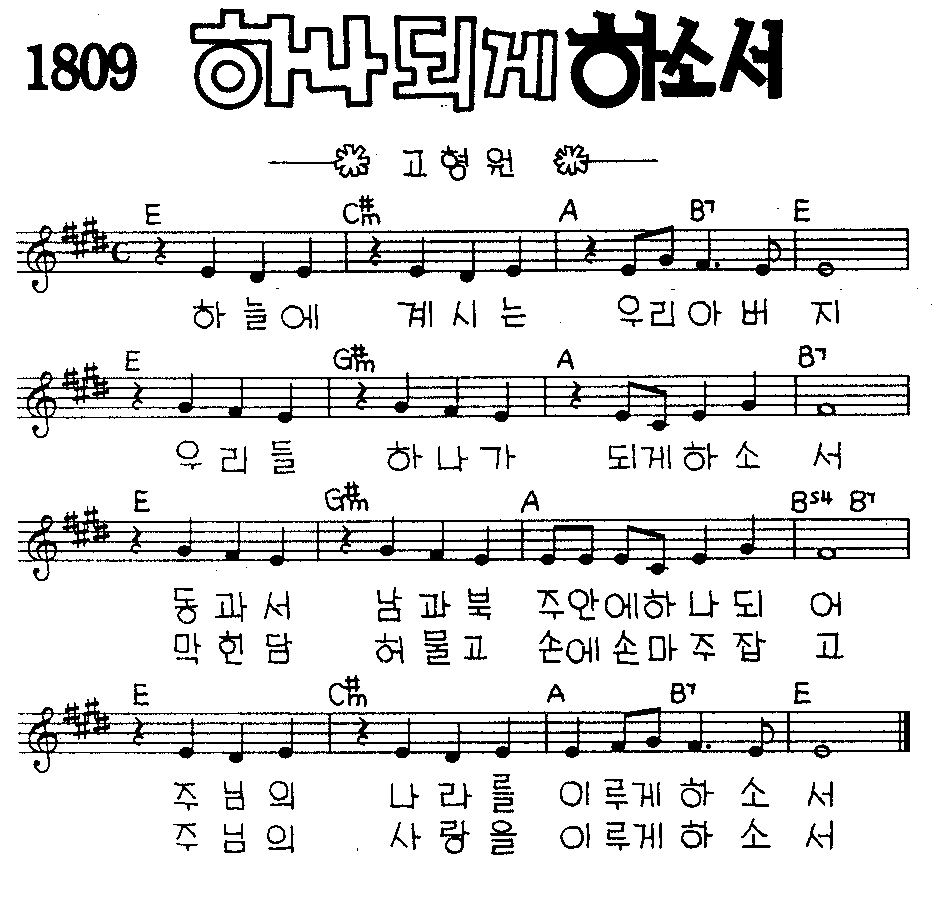 1809 하나되게하소서
고형원
E C#m A B7 E
하늘에 계시는 우리아버지
E G#m A B7
우리들 하나가 되게하소서
E G#m A Bs4 B7
동과서 남과북 주안에하나되어
막힌담 허물고 손에손마주잡고
E C#m A B7 E
주님의 나라를 이루게하소서
주님의 사랑을 이루게하소서